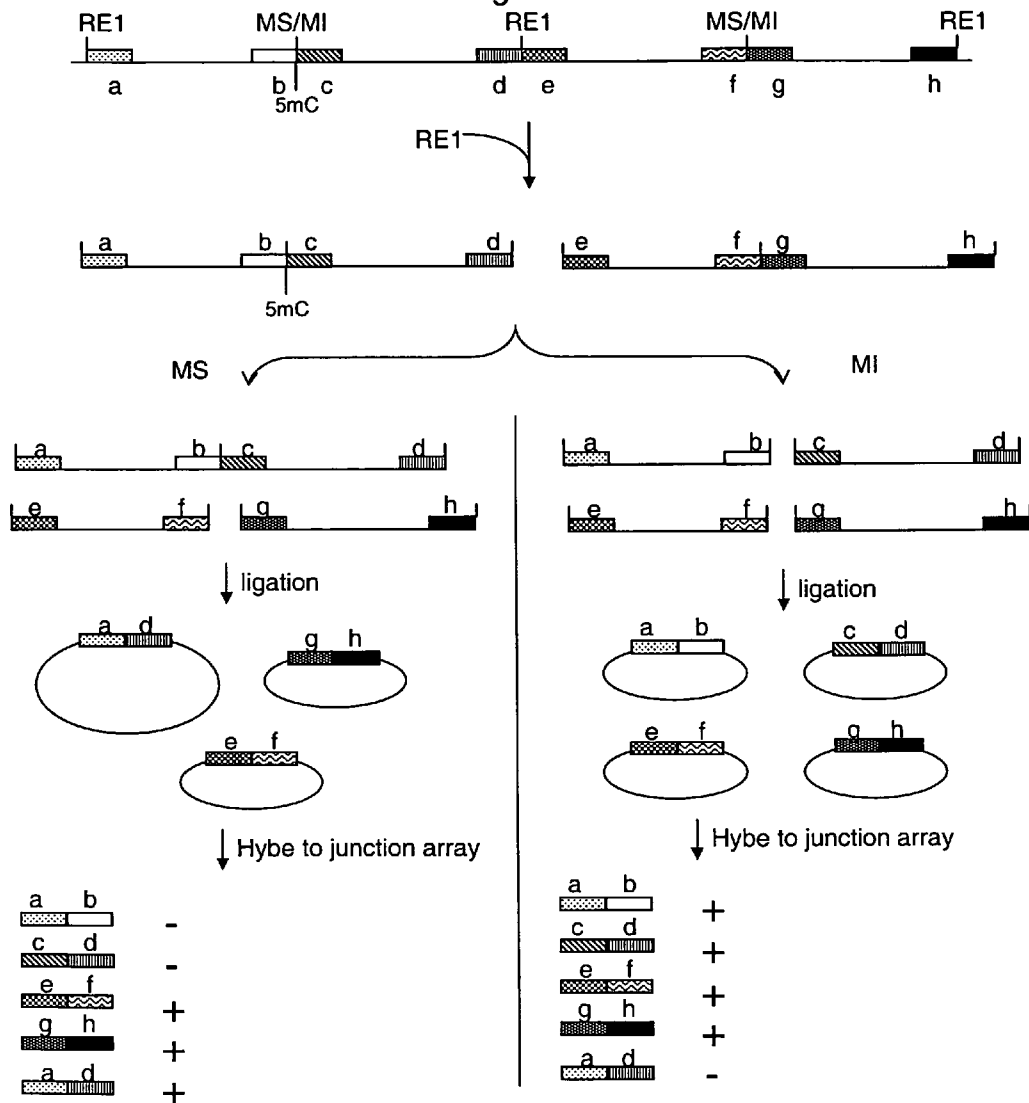 g
RE1 MS/MI RE1 MS/MI RE1
a b c d e f g h
5mC
RE1
a b c d e f g h
5mC
MS MI
a b c d a b c d
e f g h e f g h
ligation ligation
a d g h a b c d
e f e f g h
Hybe to junction array Hybe to junction array
a b - a b +
c d - c d +
e f + e f +
g h + g h +
a d + a d -